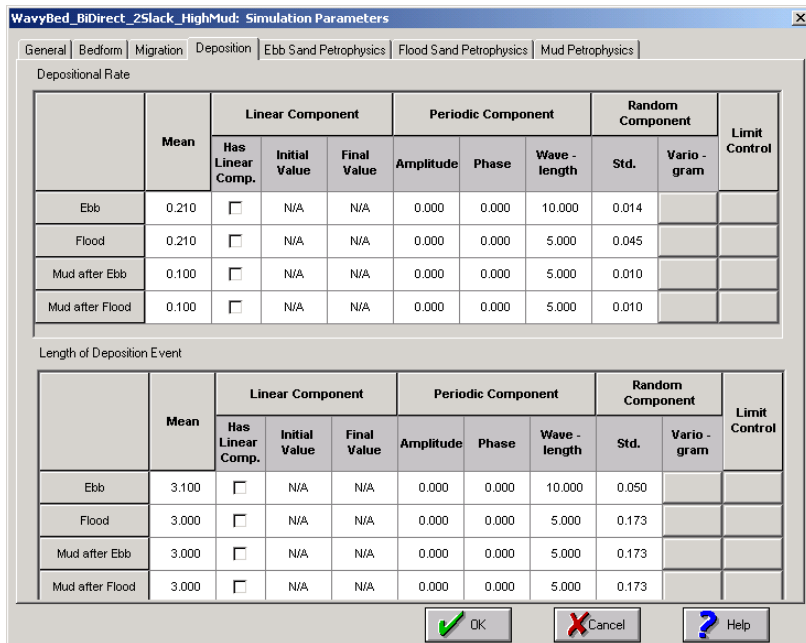 WavyBed_BiDirect_2Slack_HighMud: Simulation Parameters
General Bedform Migration Deposition Ebb Sand Petrophysics Flood Sand Petrophysics Mud Petrophysics
Depositional Rate
Mean Linear Component Periodic Component Random Component Limit Control
Has Linear Comp. Initial Value Final Value Amplitude Phase Wave - length Std. Vario - gram
Ebb 0.210 N/A N/A 0.000 0.000 10.000 0.014
Flood 0.210 N/A N/A 0.000 0.000 5.000 0.045
Mud after Ebb 0.100 N/A N/A 0.000 0.000 5.000 0.010
Mud after Flood 0.100 N/A N/A 0.000 0.000 5.000 0.010
Length of Deposition Event
Mean Linear Component Periodic Component Random Component Limit Control
Has Linear Comp. Initial Value Final Value Amplitude Phase Wave - length Std. Vario - gram
Ebb 3.100 N/A N/A 0.000 0.000 10.000 0.050
Flood 3.000 N/A N/A 0.000 0.000 5.000 0.173
Mud after Ebb 3.000 N/A N/A 0.000 0.000 5.000 0.173
Mud after Flood 3.000 N/A N/A 0.000 0.000 5.000 0.173
OK Cancel Help